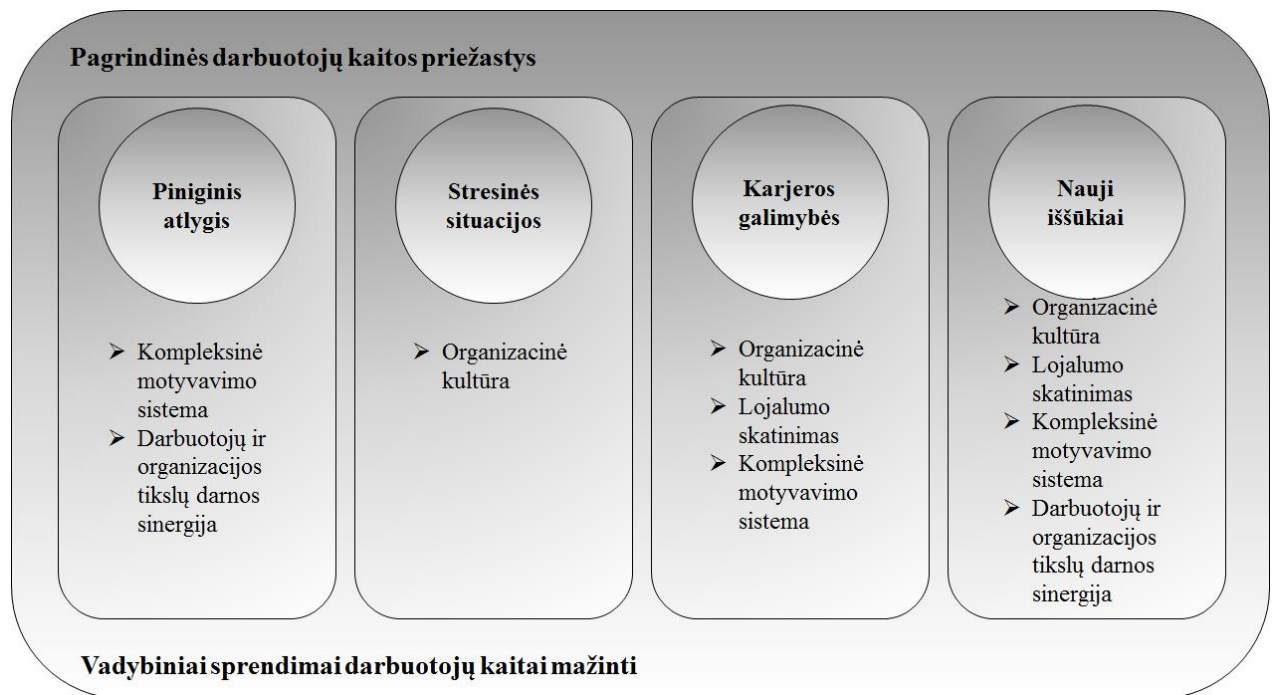 Pagrindinės darbuotojų kaitos priežastys
Piniginis
atlygis
➢ Kompleksinė
motyvavimo
sistema
➢ Darbuotojų ir
organizacijos
tikslų darnos
sinergija
Stresinės
situacijos
➢ Organizacinė
kultūra
Karjeros
galimybės
➢ Organizacinė
kultūra
➢ Lojalumo
skatinimas
➢ Kompleksinė
motyvavimo
sistema
Nauji
iššūkiai
➢ Organizacinė
kultūra
➢ Lojalumo
skatinimas
➢ Kompleksinė
motyvavimo
sistema
➢ Darbuotojų ir
organizacijos
tikslų darnos
sinergija
Vadybiniai sprendimai darbuotojų kaitai mažinti